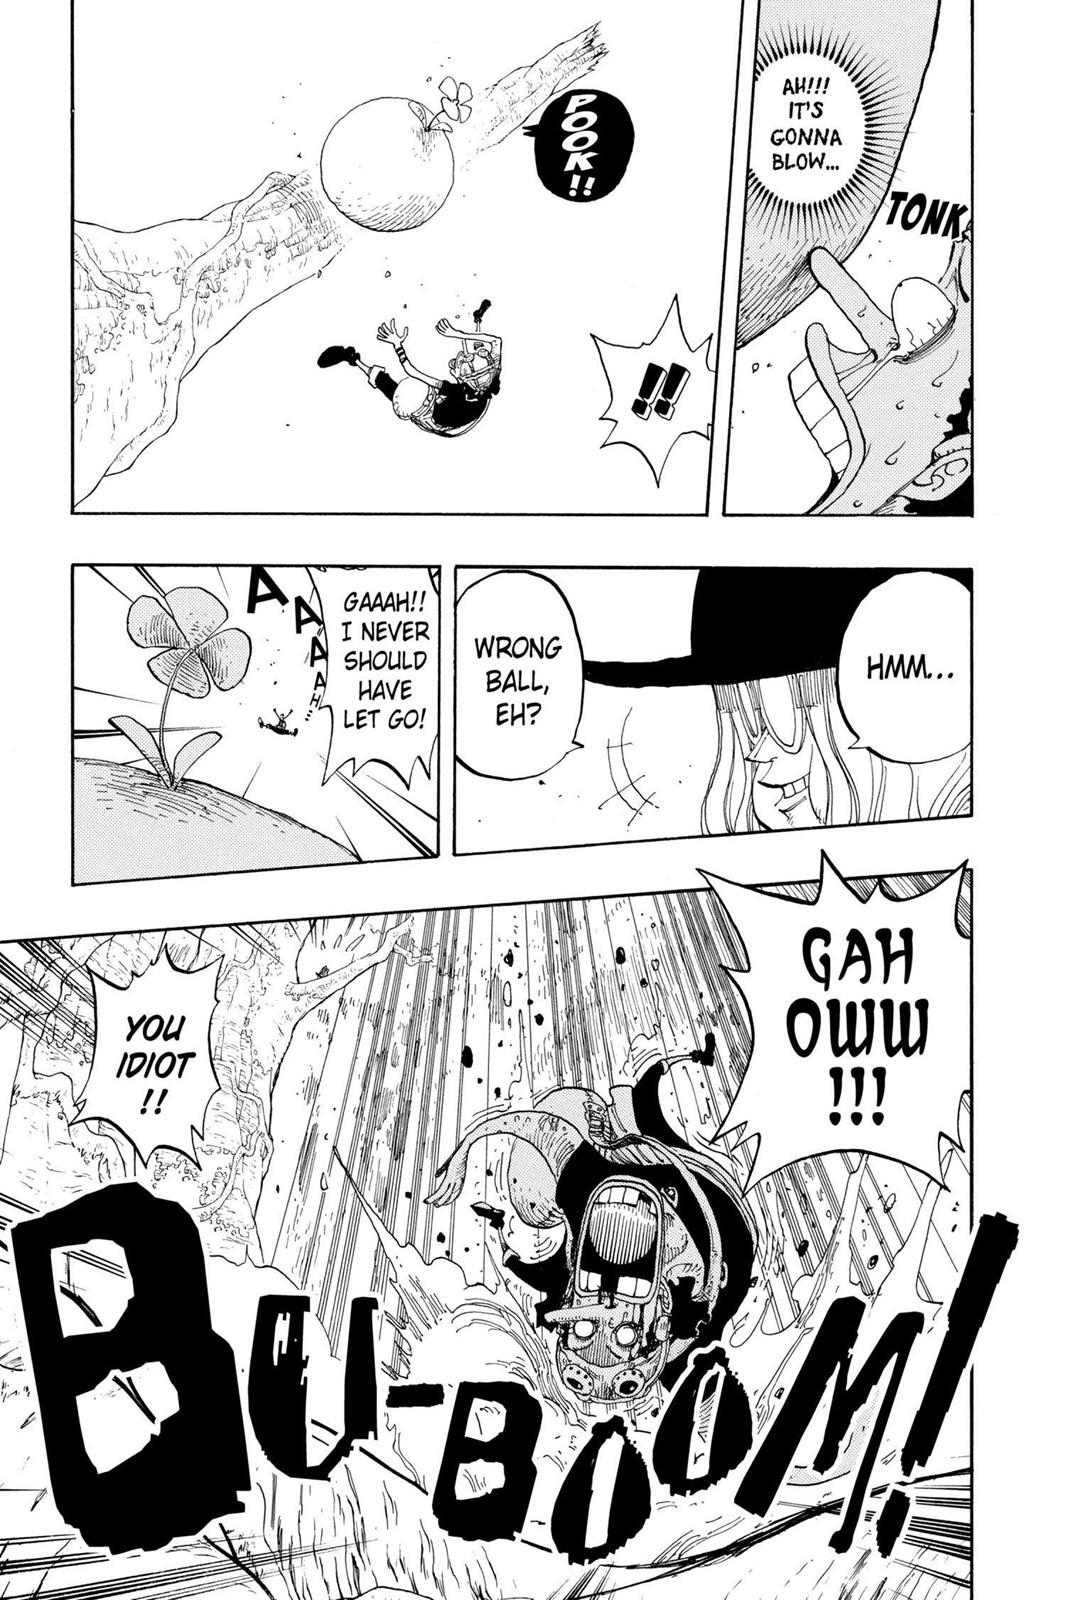 AH!!!
IT'S
GONNA
BLOW...
TONK
!!
POOK!!
HMM...
WRONG
BALL,
EH?
GAAAH!!
I NEVER
SHOULD
HAVE
LET GO!
AAAAH...
GAH
OWW
!!!
YOU
IDIOT
!!
BU-BOOM!